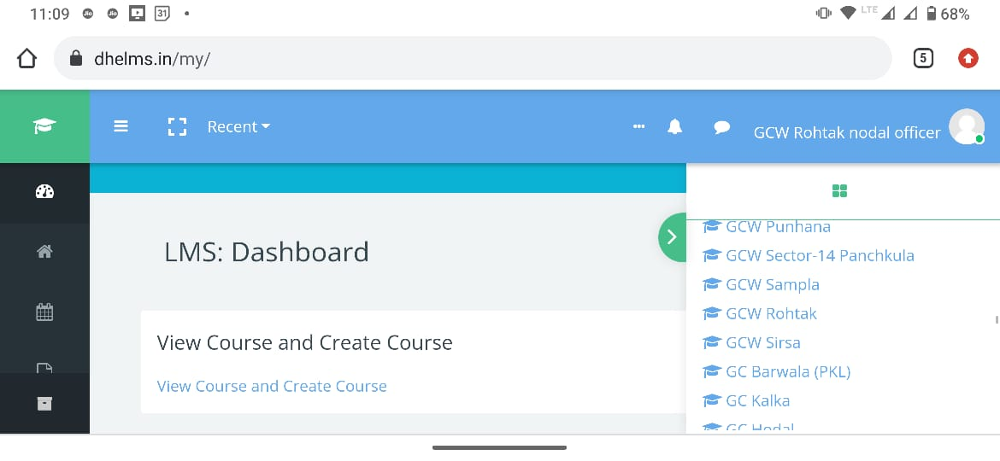 11:09 Jio Jio 31 LTE 68%
dhelms.in/my/ 5
Recent GCW Rohtak nodal officer
LMS: Dashboard
View Course and Create Course
View Course and Create Course
GCW Punhana
GCW Sector-14 Panchkula
GCW Sampla
GCW Rohtak
GCW Sirsa
GC Barwala (PKL)
GC Kalka
GC Hodal